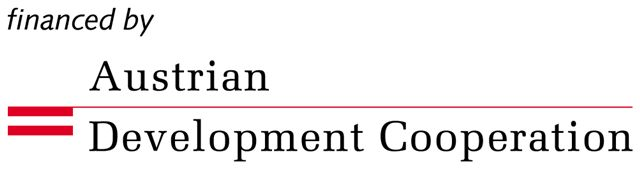 financed by
Austrian
Development Cooperation